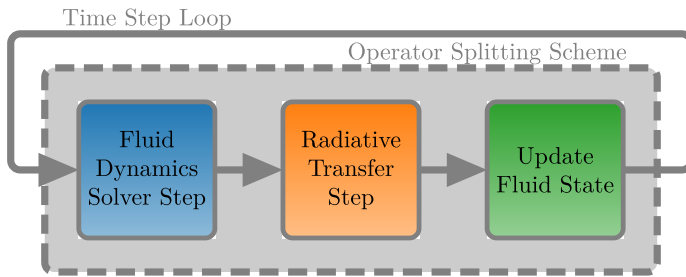 Time Step Loop
Operator Splitting Scheme
Fluid
Dynamics
Solver Step
Radiative
Transfer
Step
Update
Fluid State